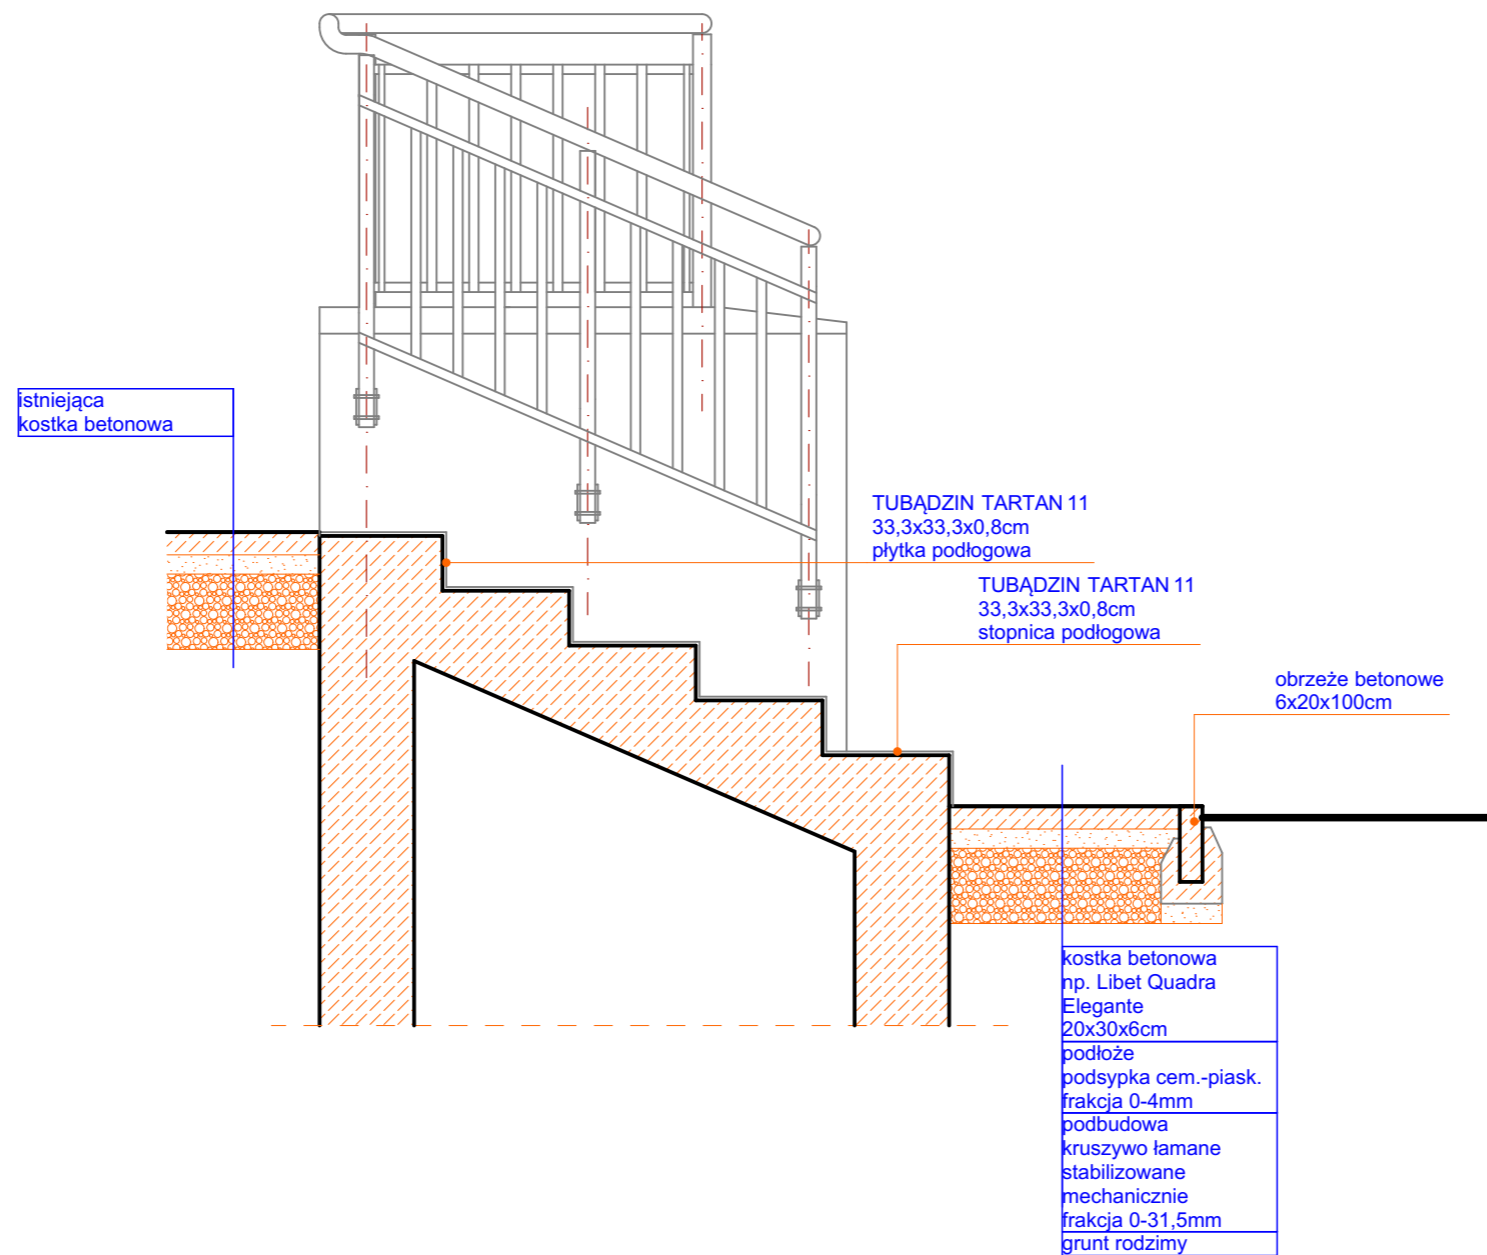 istniejąca
kostka betonowa
TUBĄDZIN TARTAN 11
33,3x33,3x0,8cm
płytka podłogowa
TUBĄDZIN TARTAN 11
33,3x33,3x0,8cm
stopnica podłogowa
obrzeże betonowe
6x20x100cm
kostka betonowa
np. Libet Quadra
Elegante
20x30x6cm
podłoże
podsypka cem.-piask.
frakcja 0-4mm
podbudowa
kruszywo łamane
stabilizowane
mechanicznie
frakcja 0-31,5mm
grunt rodzimy